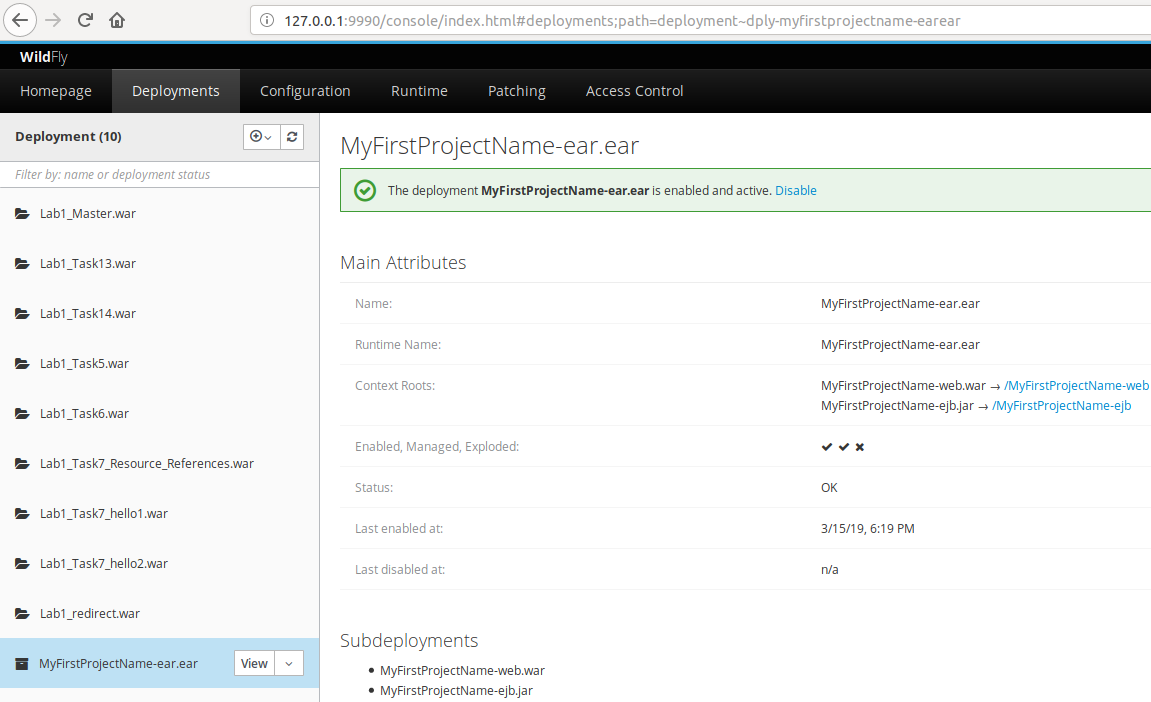 127.0.0.1:9990/console/index.html#deployments;path=deployment~dply-myfirstprojectname-earear
WildFly
Homepage Deployments Configuration Runtime Patching Access Control
Deployment (10)
Filter by: name or deployment status
Lab1_Master.war
Lab1_Task13.war
Lab1_Task14.war
Lab1_Task5.war
Lab1_Task6.war
Lab1_Task7_Resource_References.war
Lab1_Task7_hello1.war
Lab1_Task7_hello2.war
Lab1_redirect.war
MyFirstProjectName-ear.ear View
MyFirstProjectName-ear.ear
The deployment MyFirstProjectName-ear.ear is enabled and active. Disable
Main Attributes
Name: MyFirstProjectName-ear.ear
Runtime Name: MyFirstProjectName-ear.ear
Context Roots: MyFirstProjectName-web.war → /MyFirstProjectName-web
MyFirstProjectName-ejb.jar → /MyFirstProjectName-ejb
Enabled, Managed, Exploded: ✔ ✔ ✖
Status: OK
Last enabled at: 3/15/19, 6:19 PM
Last disabled at: n/a
Subdeployments
• MyFirstProjectName-web.war
• MyFirstProjectName-ejb.jar